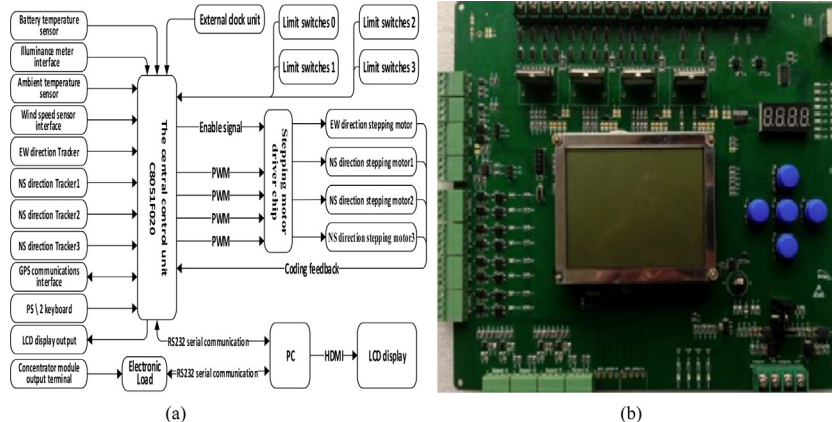 Battery temperature
sensor
Illuminance meter
interface
Ambient temperature
sensor
Wind speed sensor
interface
EW direction Tracker
NS direction Tracker1
NS direction Tracker2
NS direction Tracker3
GPS communications
interface
PS \ 2 keyboard
LCD display output
Concentrator module
output terminal
External clock unit
Limit switches 0
Limit switches 2
Limit switches 1
Limit switches 3
The central control unit
C8051F020
Enable signal
PWM
PWM
PWM
PWM
Stepping motor
driver chip
EW direction stepping motor
NS direction stepping motor1
NS direction stepping motor2
NS direction stepping motor3
Coding feedback
RS232 serial communication
Electronic
Load
RS232 serial communication
PC
HDMI
LCD display
(a)
(b)